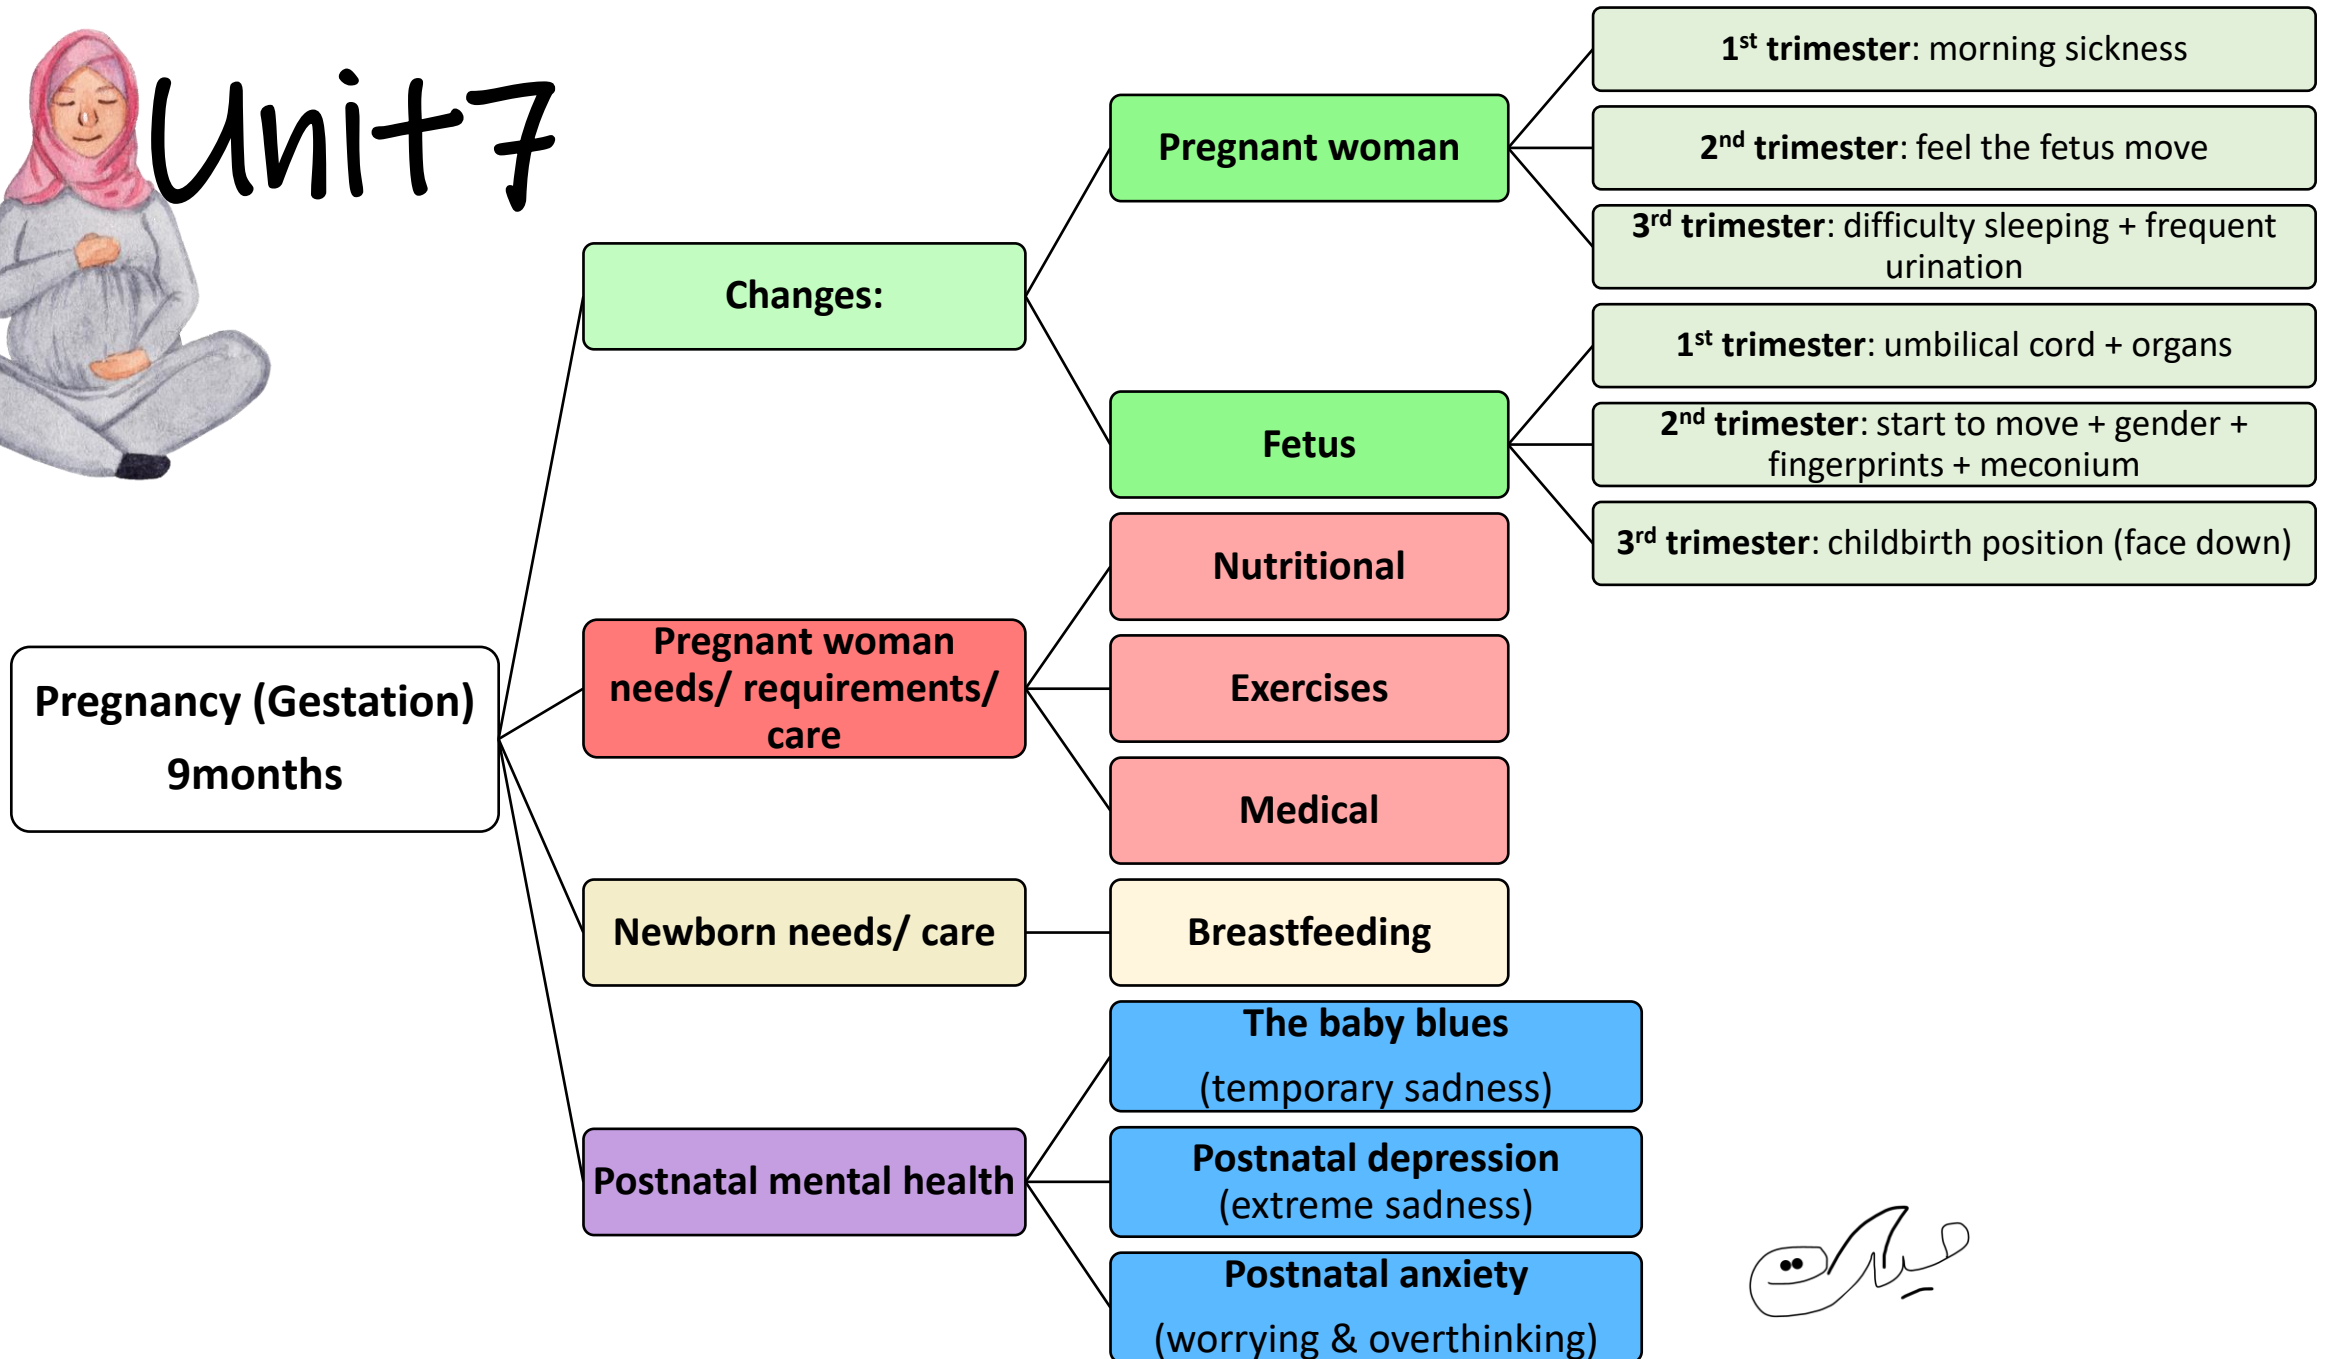 Unit7
Pregnancy (Gestation)
9months
Changes:
Pregnant woman
1st trimester: morning sickness
2nd trimester: feel the fetus move
3rd trimester: difficulty sleeping + frequent
urination
Fetus
1st trimester: umbilical cord + organs
2nd trimester: start to move + gender +
fingerprints + meconium
3rd trimester: childbirth position (face down)
Pregnant woman
needs/ requirements/
care
Nutritional
Exercises
Medical
Newborn needs/ care
Breastfeeding
Postnatal mental health
The baby blues
(temporary sadness)
Postnatal depression
(extreme sadness)
Postnatal anxiety
(worrying & overthinking)